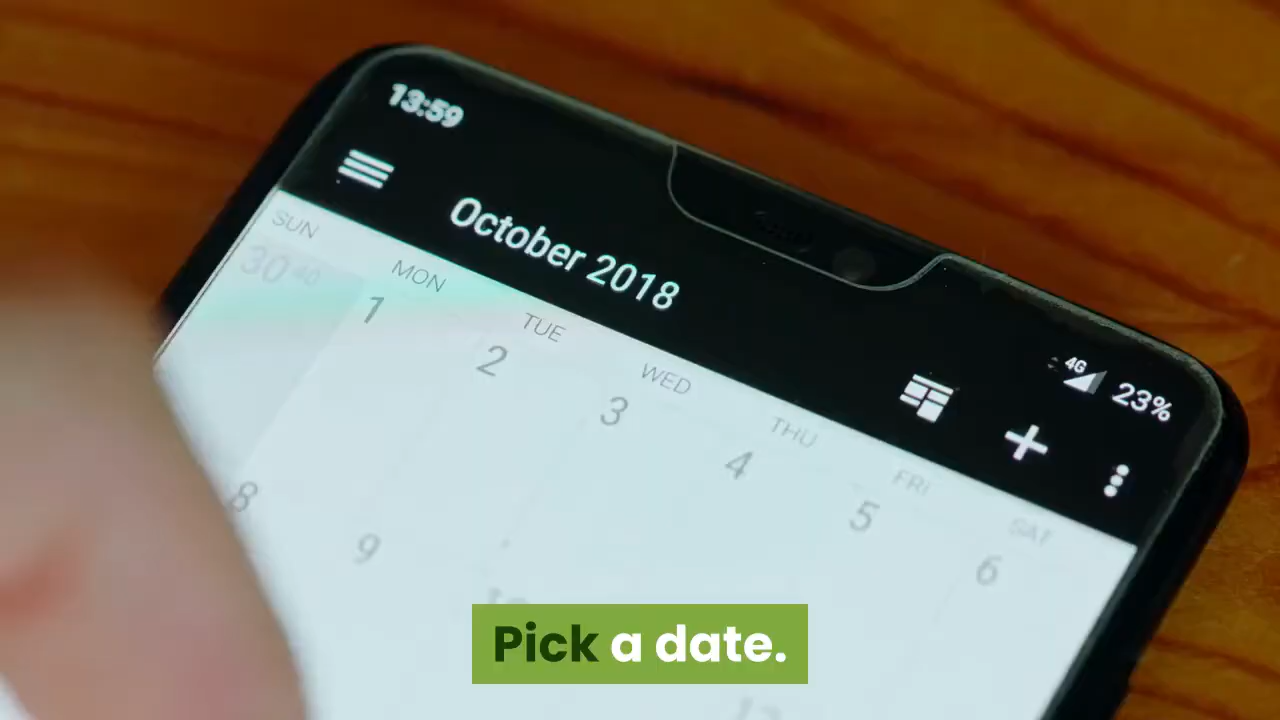 13:59
October 2018
4G 23%
SUN MON TUE WED THU FRI SAT
30 40 1 2 3 4 5 6
8 9
Pick a date.